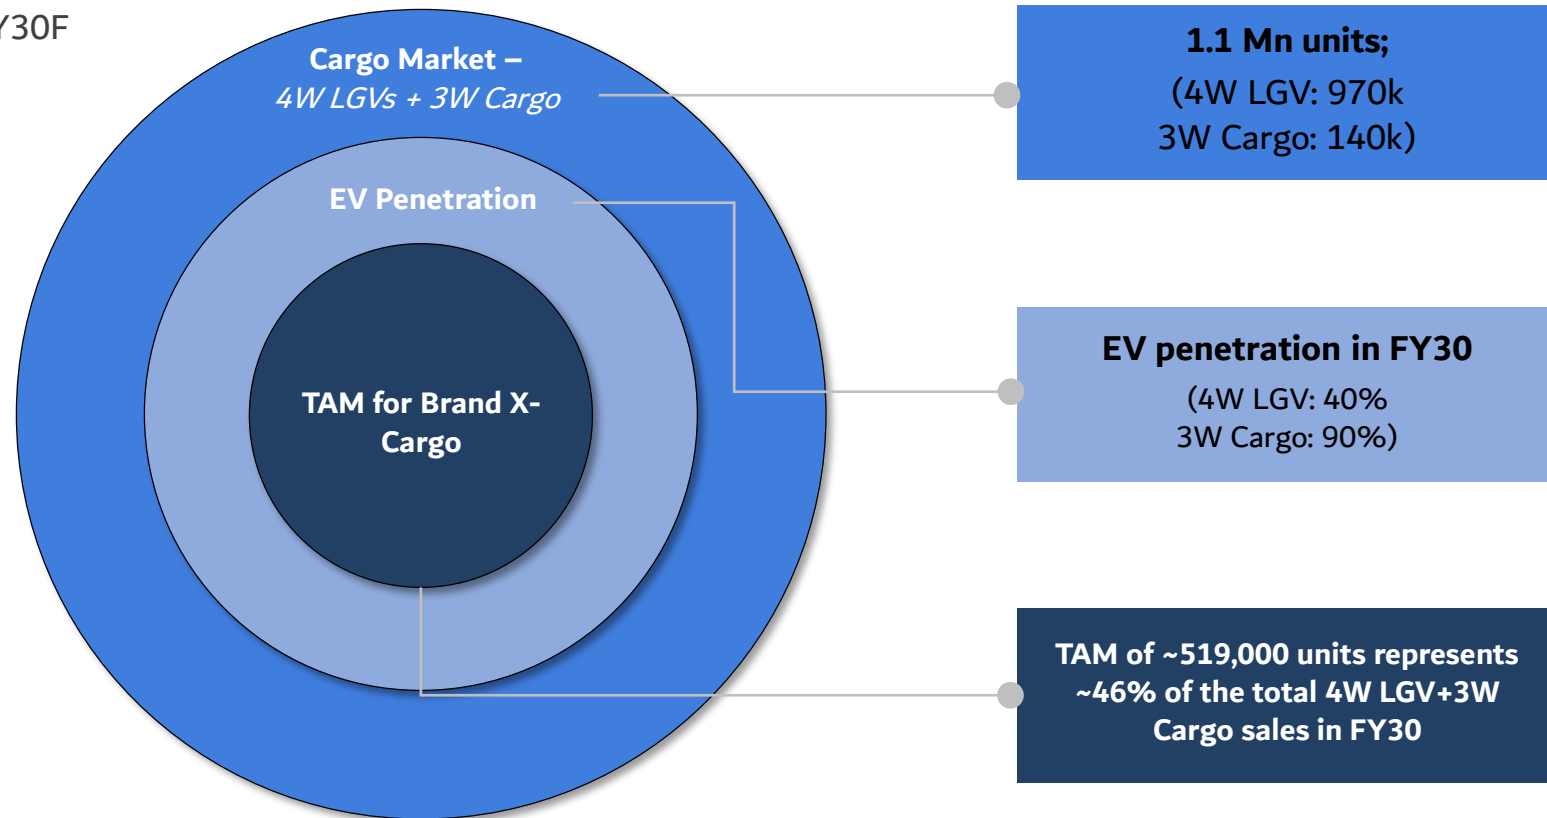 Y30F
Cargo Market –
4W LGVs + 3W Cargo
EV Penetration
TAM for Brand X-
Cargo
1.1 Mn units;
(4W LGV: 970k
3W Cargo: 140k)
EV penetration in FY30
(4W LGV: 40%
3W Cargo: 90%)
TAM of ~519,000 units represents
~46% of the total 4W LGV+3W
Cargo sales in FY30